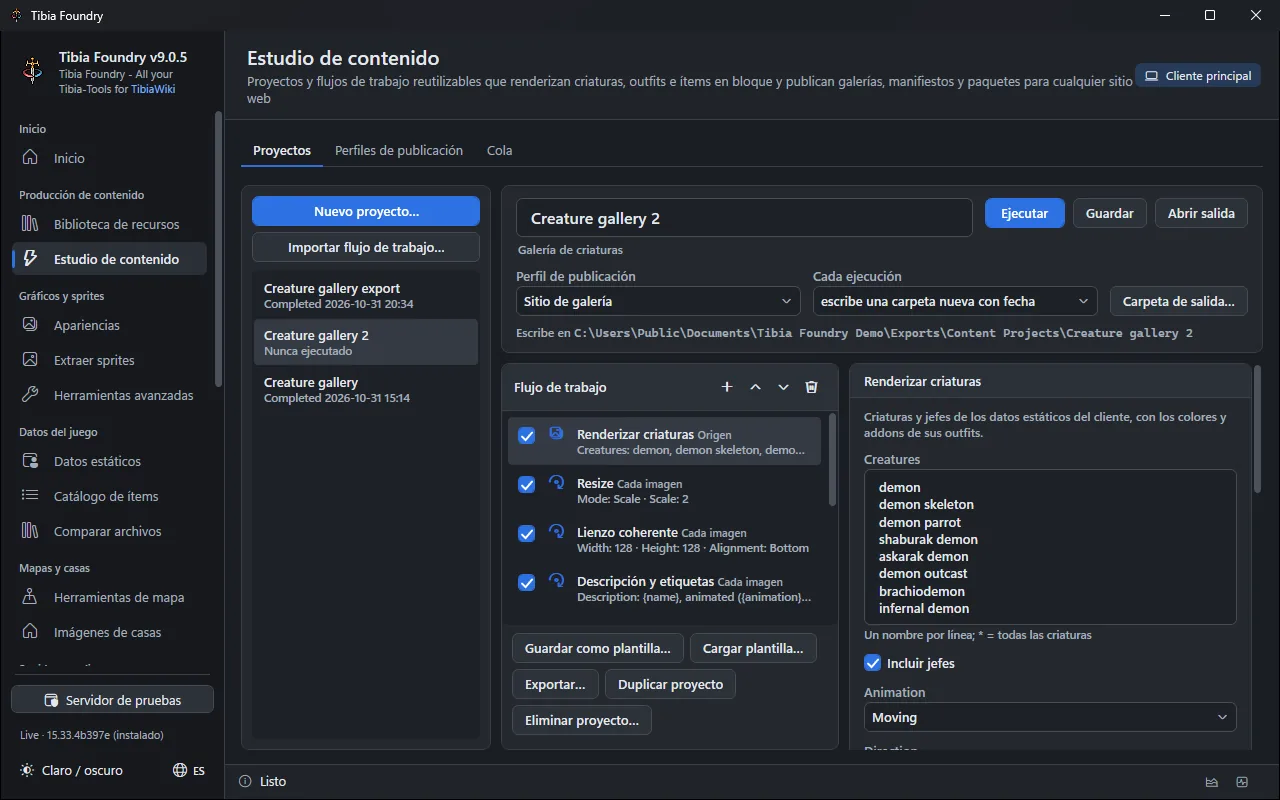 Tibia Foundry
Tibia Foundry v9.0.5
Tibia Foundry - All your
Tibia-Tools for TibiaWiki
Inicio
Inicio
Producción de contenido
Biblioteca de recursos
Estudio de contenido
Gráficos y sprites
Apariencias
Extraer sprites
Herramientas avanzadas
Datos del juego
Datos estáticos
Catálogo de ítems
Comparar archivos
Mapas y casas
Herramientas de mapa
Imágenes de casas
Servidor de pruebas
Live · 15.33.4b397e (instalado)
Claro / oscuro
ES
Estudio de contenido
Proyectos y flujos de trabajo reutilizables que renderizan criaturas, outfits e ítems en bloque y publican galerías, manifiestos y paquetes para cualquier sitio
web
Cliente principal
Proyectos
Perfiles de publicación
Cola
Nuevo proyecto...
Importar flujo de trabajo...
Creature gallery export
Completed 2026-10-31 20:34
Creature gallery 2
Nunca ejecutado
Creature gallery
Completed 2026-10-31 15:14
Creature gallery 2
Ejecutar
Guardar
Abrir salida
Galería de criaturas
Perfil de publicación
Cada ejecución
Sitio de galería
escribe una carpeta nueva con fecha
Carpeta de salida...
Escribe en C:\Users\Public\Documents\Tibia Foundry Demo\Exports\Content Projects\Creature gallery 2
Flujo de trabajo
Renderizar criaturas Origen
Creatures: demon, demon skeleton, demo...
Resize Cada imagen
Mode: Scale · Scale: 2
Lienzo coherente Cada imagen
Width: 128 · Height: 128 · Alignment: Bottom
Descripción y etiquetas Cada imagen
Description: {name}, animated ({animation}...
Guardar como plantilla...
Cargar plantilla...
Exportar...
Duplicar proyecto
Eliminar proyecto...
Renderizar criaturas
Criaturas y jefes de los datos estáticos del cliente, con los colores y
addons de sus outfits.
Creatures
demon
demon skeleton
demon parrot
shaburak demon
askarak demon
demon outcast
brachiodemon
infernal demon
Un nombre por línea; * = todas las criaturas
Incluir jefes
Animation
Moving
Listo